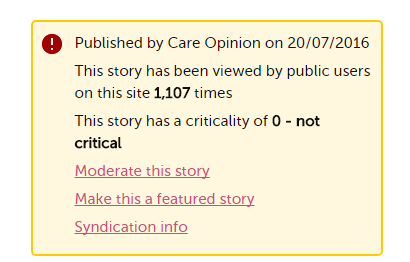 Published by Care Opinion on 20/07/2016
This story has been viewed by public users
on this site 1,107 times
This story has a criticality of 0 - not
critical
Moderate this story
Make this a featured story
Syndication info